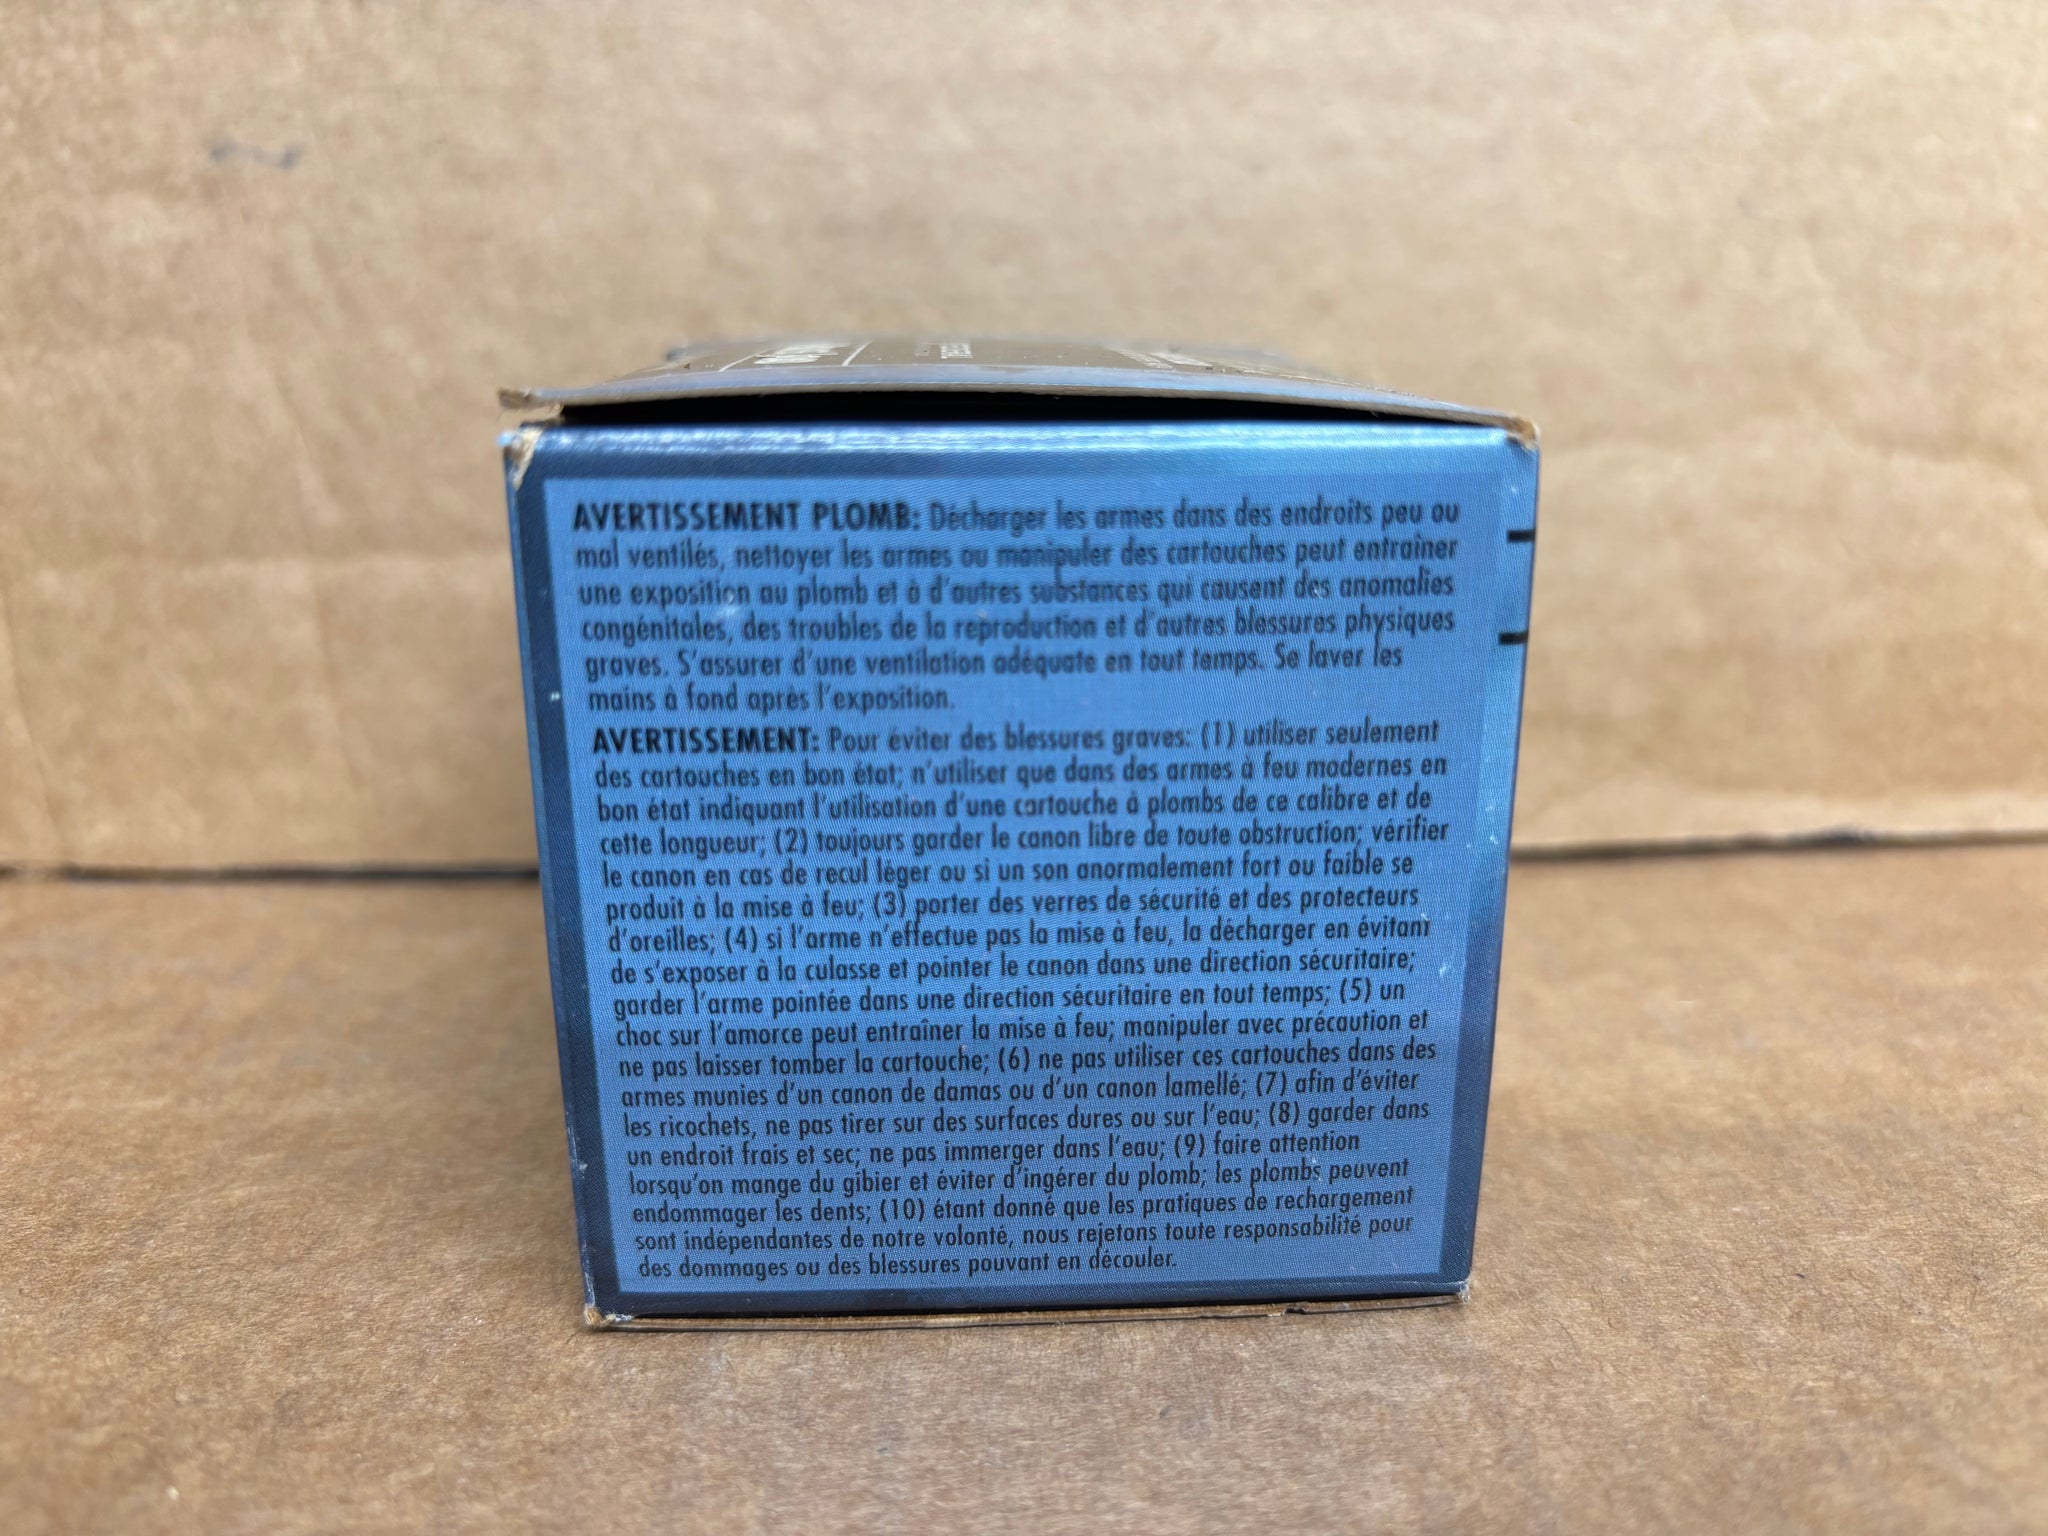 AVERTISSEMENT PLOMB: Décharger les armes dans des endroits peu ou
mal ventilés, nettoyer les armes ou manipuler des cartouches peut entraîner
une exposition au plomb et à d'autres substances qui causent des anomalies
congénitales, des troubles de la reproduction et d'autres blessures physiques
graves. S'assurer d'une ventilation adéquate en tout temps. Se laver les
mains à fond après l'exposition.
AVERTISSEMENT: Pour éviter des blessures graves: (1) utiliser seulement
des cartouches en bon état; n'utiliser que dans des armes à feu modernes en
bon état indiquant l'utilisation d'une cartouche à plombs de ce calibre et de
cette longueur; (2) toujours garder le canon libre de toute obstruction; vérifier
le canon en cas de recul léger ou si un son anormalement fort ou faible se
produit à la mise à feu; (3) porter des verres de sécurité et des protecteurs
d'oreilles; (4) si l'arme n'effectue pas la mise à feu, la décharger en évitant
de s'exposer à la culasse et pointer le canon dans une direction sécuritaire;
garder l'arme pointée dans une direction sécuritaire en tout temps; (5) un
choc sur l'amorce peut entraîner la mise à feu; manipuler avec précaution et
ne pas laisser tomber la cartouche; (6) ne pas utiliser ces cartouches dans des
armes munies d'un canon de damas ou d'un canon lamellé; (7) afin d'éviter
les ricochets, ne pas tirer sur des surfaces dures ou sur l'eau; (8) garder dans
un endroit frais et sec; ne pas immerger dans l'eau; (9) faire attention
lorsqu'on mange du gibier et éviter d'ingérer du plomb; les plombs peuvent
endommager les dents; (10) étant donné que les pratiques de rechargement
sont indépendantes de notre volonté, nous rejetons toute responsabilité pour
des dommages ou des blessures pouvant en découler.